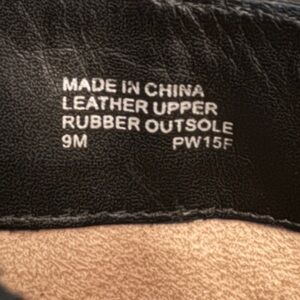 MADE IN CHINA
LEATHER UPPER
RUBBER OUTSOLE
9M PW15F